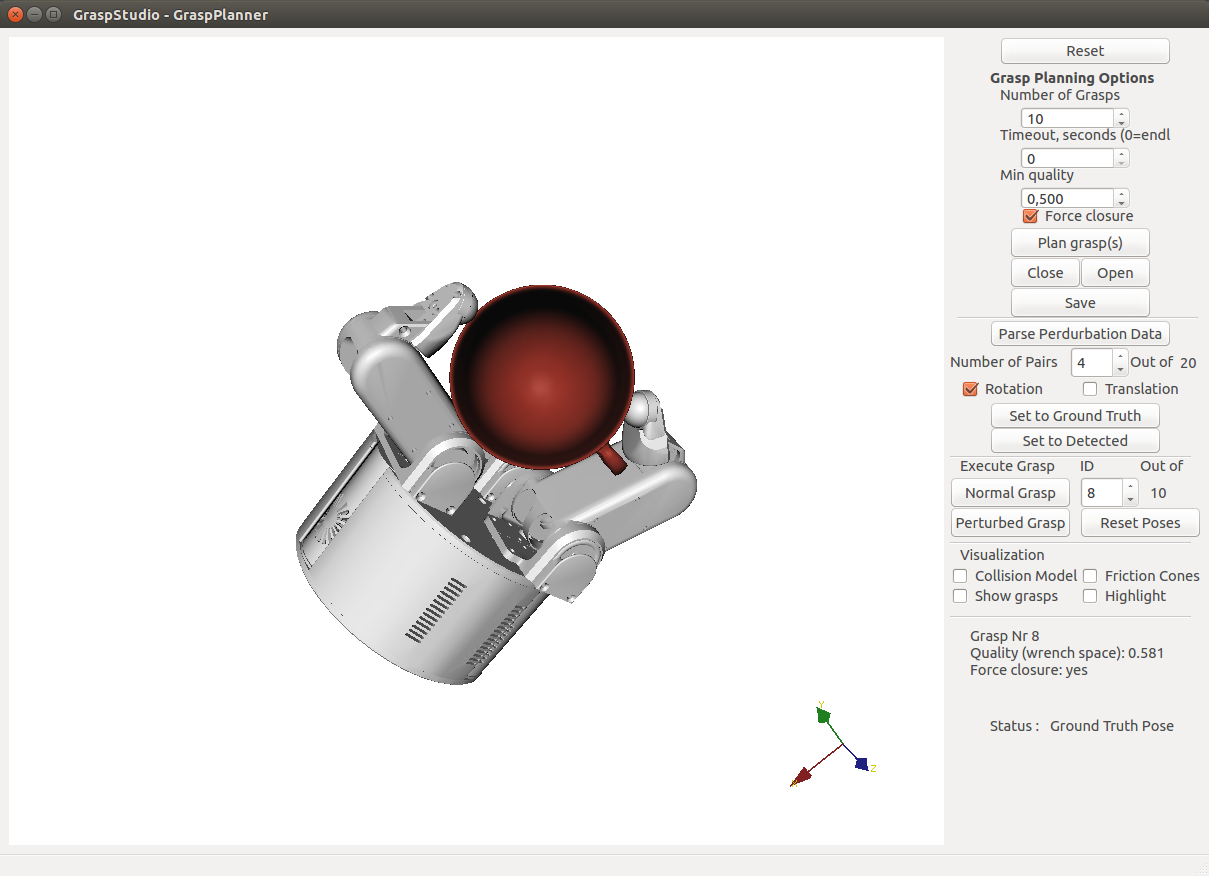 GraspStudio - GraspPlanner
Reset
Grasp Planning Options
Number of Grasps
10
Timeout, seconds (0=endl
0
Min quality
0,500
Force closure
Plan grasp(s)
Close Open
Save
Parse Perdurbation Data
Number of Pairs 4 Out of 20
Rotation Translation
Set to Ground Truth
Set to Detected
Execute Grasp ID Out of
Normal Grasp 8 10
Perturbed Grasp Reset Poses
Visualization
Collision Model Friction Cones
Show grasps Highlight
Grasp Nr 8
Quality (wrench space): 0.581
Force closure: yes
Status : Ground Truth Pose
Y
Z